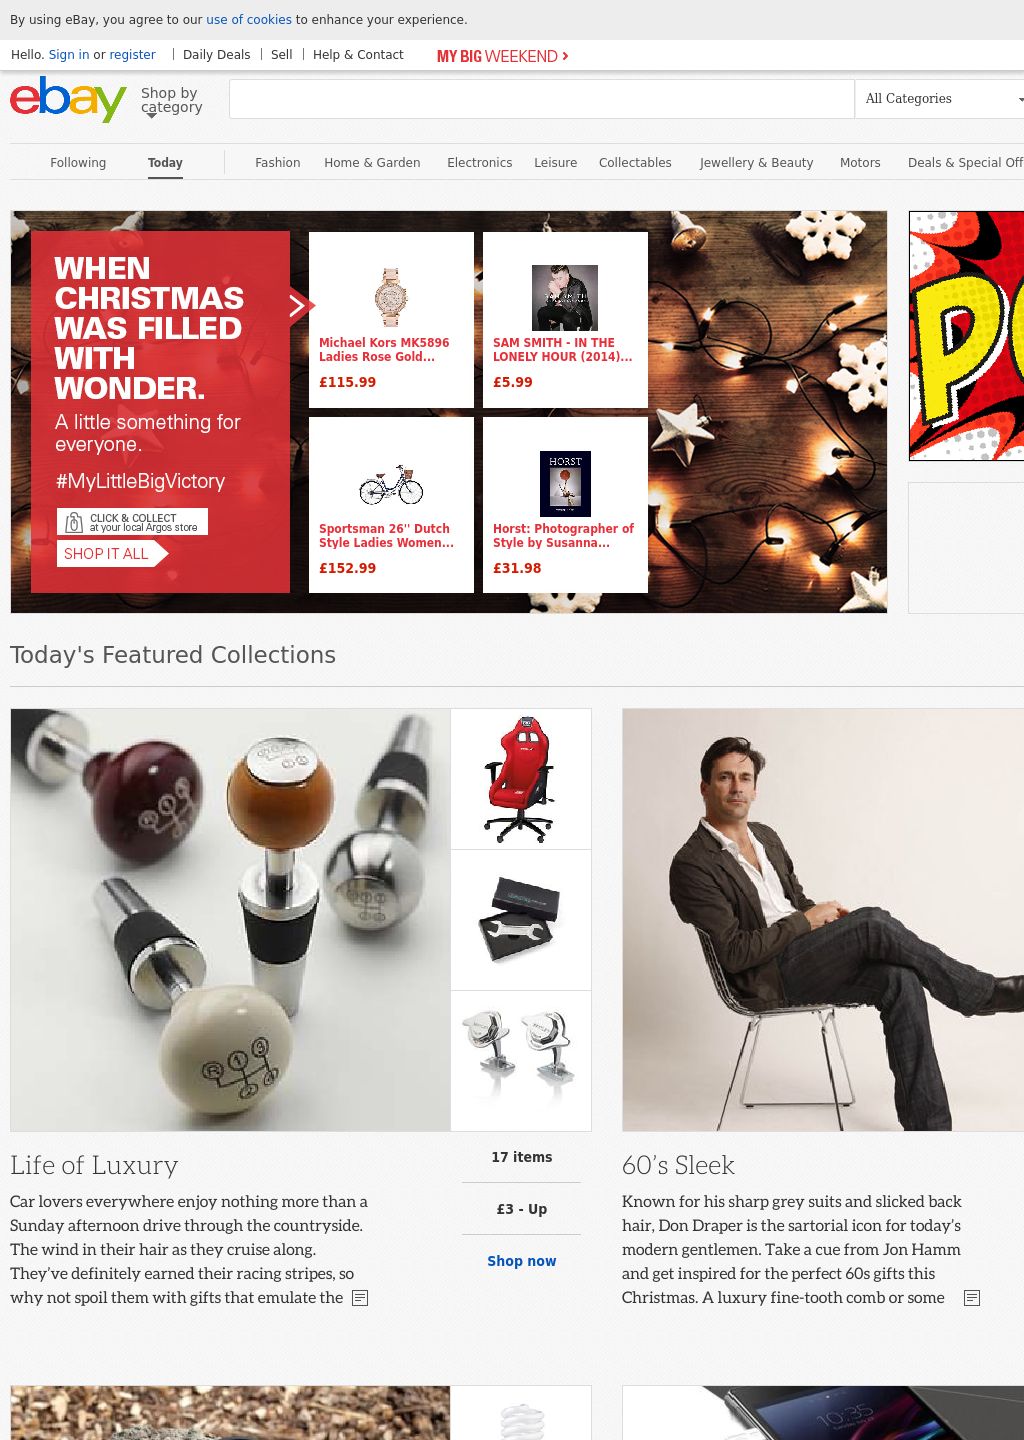 By using eBay, you agree to our use of cookies to enhance your experience.
Hello. Sign in or register
Daily Deals
Sell
Help & Contact
MY BIG WEEKEND
ebay
Shop by
category
All Categories
Following
Today
Fashion
Home & Garden
Electronics
Leisure
Collectables
Jewellery & Beauty
Motors
Deals & Special Off
WHEN
CHRISTMAS
WAS FILLED
WITH
WONDER.
A little something for
everyone.
#MyLittleBigVictory
CLICK & COLLECT
at your local Argos store
SHOP IT ALL
Michael Kors MK5896
Ladies Rose Gold...
£115.99
SAM SMITH
SAM SMITH - IN THE
LONELY HOUR (2014)...
£5.99
Sportsman 26'' Dutch
Style Ladies Women...
£152.99
HORST
Horst: Photographer of
Style by Susanna...
£31.98
Today's Featured Collections
R 1 3
Life of Luxury
Car lovers everywhere enjoy nothing more than a
Sunday afternoon drive through the countryside.
The wind in their hair as they cruise along.
They’ve definitely earned their racing stripes, so
why not spoil them with gifts that emulate the
17 items
£3 - Up
Shop now
60’s Sleek
Known for his sharp grey suits and slicked back
hair, Don Draper is the sartorial icon for today’s
modern gentlemen. Take a cue from Jon Hamm
and get inspired for the perfect 60s gifts this
Christmas. A luxury fine-tooth comb or some
10:35